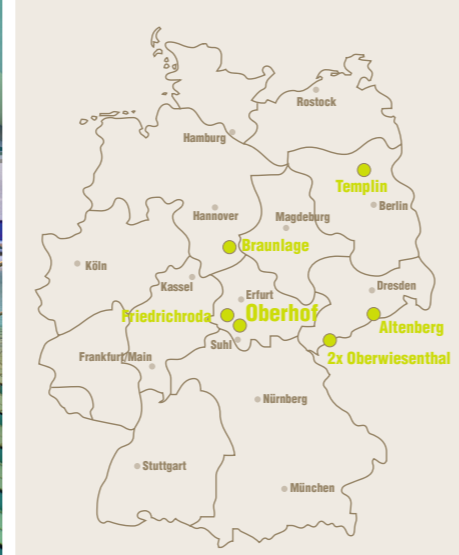 Rostock
Hamburg
Templin
Berlin
Hannover
Magdeburg
Braunlage
Köln
Kassel
Dresden
Erfurt
Friedrichroda
Oberhof
Altenberg
Suhl
Frankfurt/Main
2x Oberwiesenthal
Nürnberg
Stuttgart
München